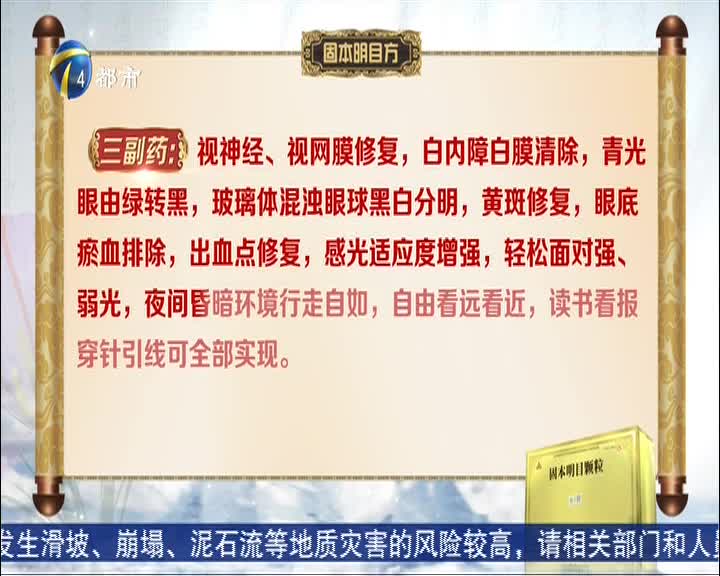 固本明目方
4 都市
三副药：视神经、视网膜修复，白内障白膜清除，青光
眼由绿转黑，玻璃体混浊眼球黑白分明，黄斑修复，眼底
瘀血排除，出血点修复，感光适应度增强，轻松面对强、
弱光，夜间昏暗环境行走自如，自由看远看近，读书看报
穿针引线可全部实现。
固本明目颗粒
发生滑坡、崩塌、泥石流等地质灾害的风险较高，请相关部门和人